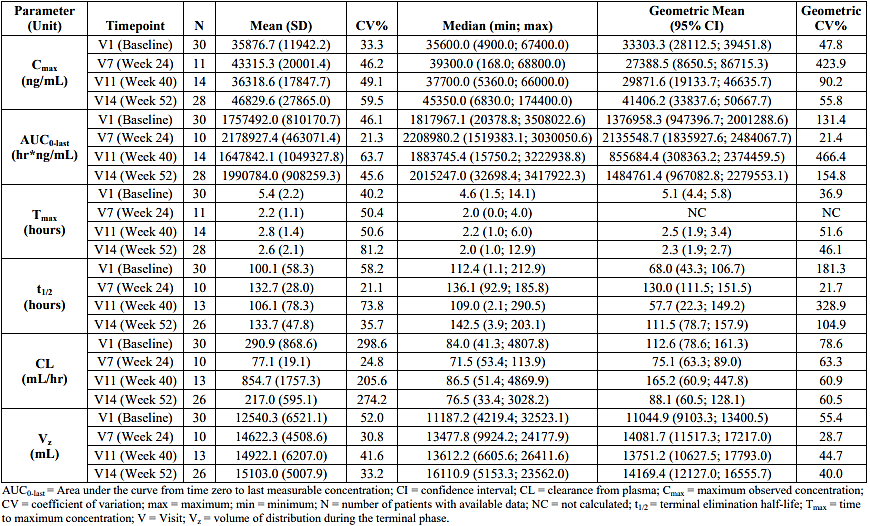 Parameter (Unit) Timepoint N Mean (SD) CV% Median (min; max) Geometric Mean (95% CI) Geometric CV%
Cmax (ng/mL) V1 (Baseline) 30 35876.7 (11942.2) 33.3 35600.0 (4900.0; 67400.0) 33303.3 (28112.5; 39451.8) 47.8
V7 (Week 24) 11 43315.3 (20001.4) 46.2 39300.0 (168.0; 68800.0) 27388.5 (8650.5; 86715.3) 423.9
V11 (Week 40) 14 36318.6 (17847.7) 49.1 37700.0 (5360.0; 66000.0) 29871.6 (19133.7; 46635.7) 90.2
V14 (Week 52) 28 46829.6 (27865.0) 59.5 45350.0 (6830.0; 174400.0) 41406.2 (33837.6; 50667.7) 55.8
AUC0-last (hr*ng/mL) V1 (Baseline) 30 1757492.0 (810170.7) 46.1 1817967.1 (20378.8; 3508022.6) 1376958.3 (947396.7; 2001288.6) 131.4
V7 (Week 24) 10 2178927.4 (463071.4) 21.3 2208980.2 (1519383.1; 3030050.6) 2135548.7 (1835927.6; 2484067.7) 21.4
V11 (Week 40) 14 1647842.1 (1049327.8) 63.7 1883745.4 (15750.2; 3222938.8) 855684.4 (308363.2; 2374459.5) 466.4
V14 (Week 52) 28 1990784.0 (908259.3) 45.6 2015247.0 (32698.4; 3417922.3) 1484761.4 (967082.8; 2279553.1) 154.8
Tmax (hours) V1 (Baseline) 30 5.4 (2.2) 40.2 4.6 (1.5; 14.1) 5.1 (4.4; 5.8) 36.9
V7 (Week 24) 11 2.2 (1.1) 50.4 2.0 (0.0; 4.0) NC NC
V11 (Week 40) 14 2.8 (1.4) 50.6 2.2 (1.0; 6.0) 2.5 (1.9; 3.4) 51.6
V14 (Week 52) 28 2.6 (2.1) 81.2 2.0 (1.0; 12.9) 2.3 (1.9; 2.7) 46.1
t1/2 (hours) V1 (Baseline) 30 100.1 (58.3) 58.2 112.4 (1.1; 212.9) 68.0 (43.3; 106.7) 181.3
V7 (Week 24) 10 132.7 (28.0) 21.1 136.1 (92.9; 185.8) 130.0 (111.5; 151.5) 21.7
V11 (Week 40) 13 106.1 (78.3) 73.8 109.0 (2.1; 290.5) 57.7 (22.3; 149.2) 328.9
V14 (Week 52) 26 133.7 (47.8) 35.7 142.5 (3.9; 203.1) 111.5 (78.7; 157.9) 104.9
CL (mL/hr) V1 (Baseline) 30 290.9 (868.6) 298.6 84.0 (41.3; 4807.8) 112.6 (78.6; 161.3) 78.6
V7 (Week 24) 10 77.1 (19.1) 24.8 71.5 (53.4; 113.9) 75.1 (63.3; 89.0) 63.3
V11 (Week 40) 13 854.7 (1757.3) 205.6 86.5 (51.4; 4869.9) 165.2 (60.9; 447.8) 60.9
V14 (Week 52) 26 217.0 (595.1) 274.2 76.5 (33.4; 3028.2) 88.1 (60.5; 128.1) 60.5
Vz (mL) V1 (Baseline) 30 12540.3 (6521.1) 52.0 11187.2 (4219.4; 32523.1) 11044.9 (9103.3; 13400.5) 55.4
V7 (Week 24) 10 14622.3 (4508.6) 30.8 13477.8 (9924.2; 24177.9) 14081.7 (11517.3; 17217.0) 28.7
V11 (Week 40) 13 14922.1 (6207.0) 41.6 13612.2 (6605.6; 26411.6) 13751.2 (10627.5; 17793.0) 44.7
V14 (Week 52) 26 15103.0 (5007.9) 33.2 16110.9 (5153.3; 23562.0) 14169.4 (12127.0; 16555.7) 40.0
AUC0-last = Area under the curve from time zero to last measurable concentration; CI = confidence interval; CL = clearance from plasma; Cmax = maximum observed concentration;
CV = coefficient of variation; max = maximum; min = minimum; N = number of patients with available data; NC = not calculated; t1/2 = terminal elimination half-life; Tmax = time
to maximum concentration; V = Visit; Vz = volume of distribution during the terminal phase.